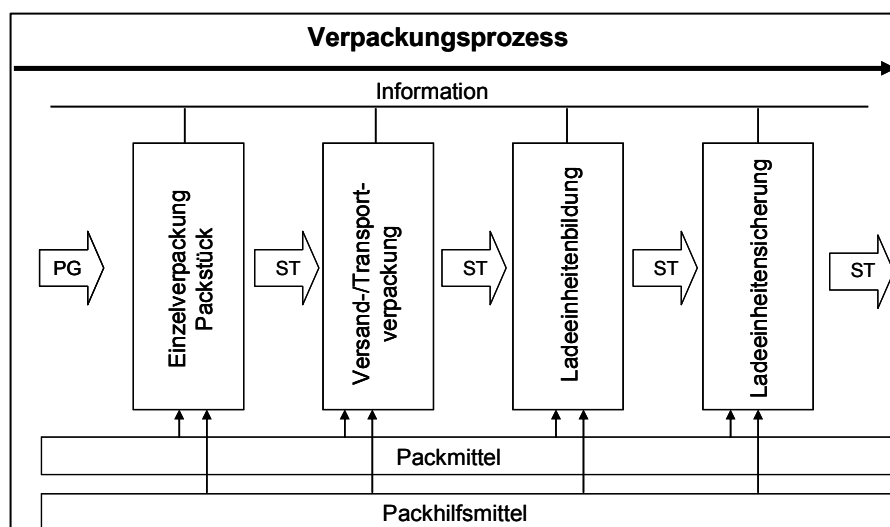 Verpackungsprozess
Information
PG
Einzelverpackung
Packstück
ST
Versand-/Transport-
verpackung
ST
Ladeeinheitenbildung
ST
Ladeeinheitensicherung
ST
Packmittel
Packhilfsmittel